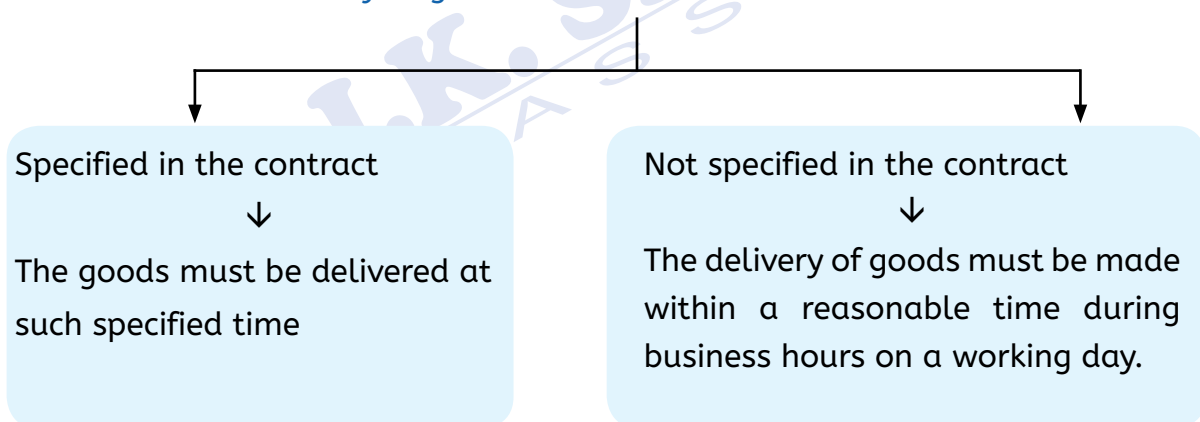 Specified in the contract
↓
The goods must be delivered at
such specified time
Not specified in the contract
↓
The delivery of goods must be made
within a reasonable time during
business hours on a working day.